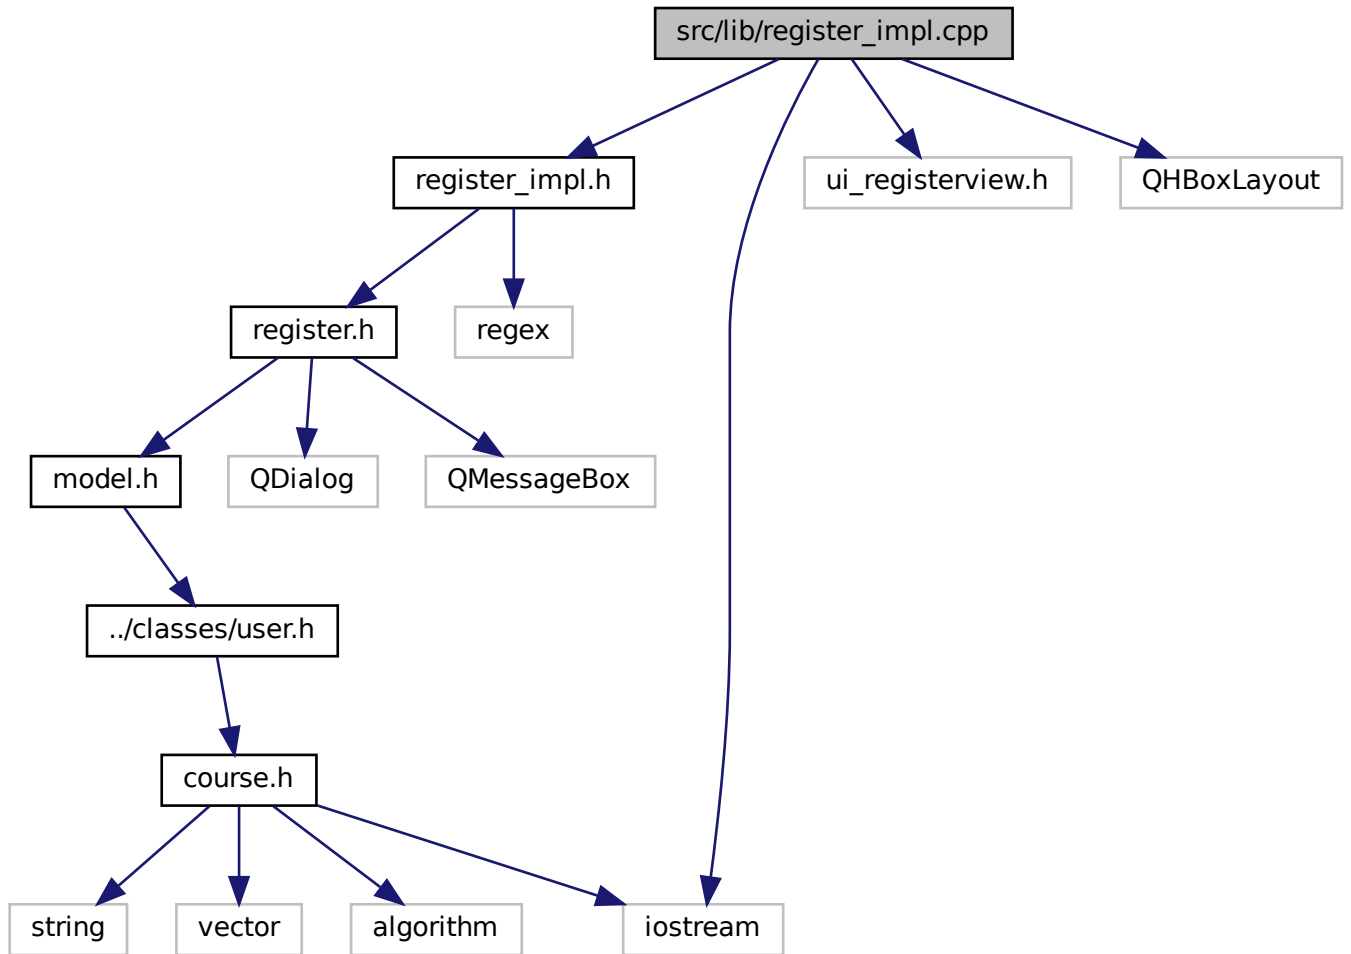 src/lib/register_impl.cpp
register_impl.h
ui_registerview.h
QHBoxLayout
register.h
regex
model.h
QDialog
QMessageBox
../classes/user.h
course.h
string
vector
algorithm
iostream